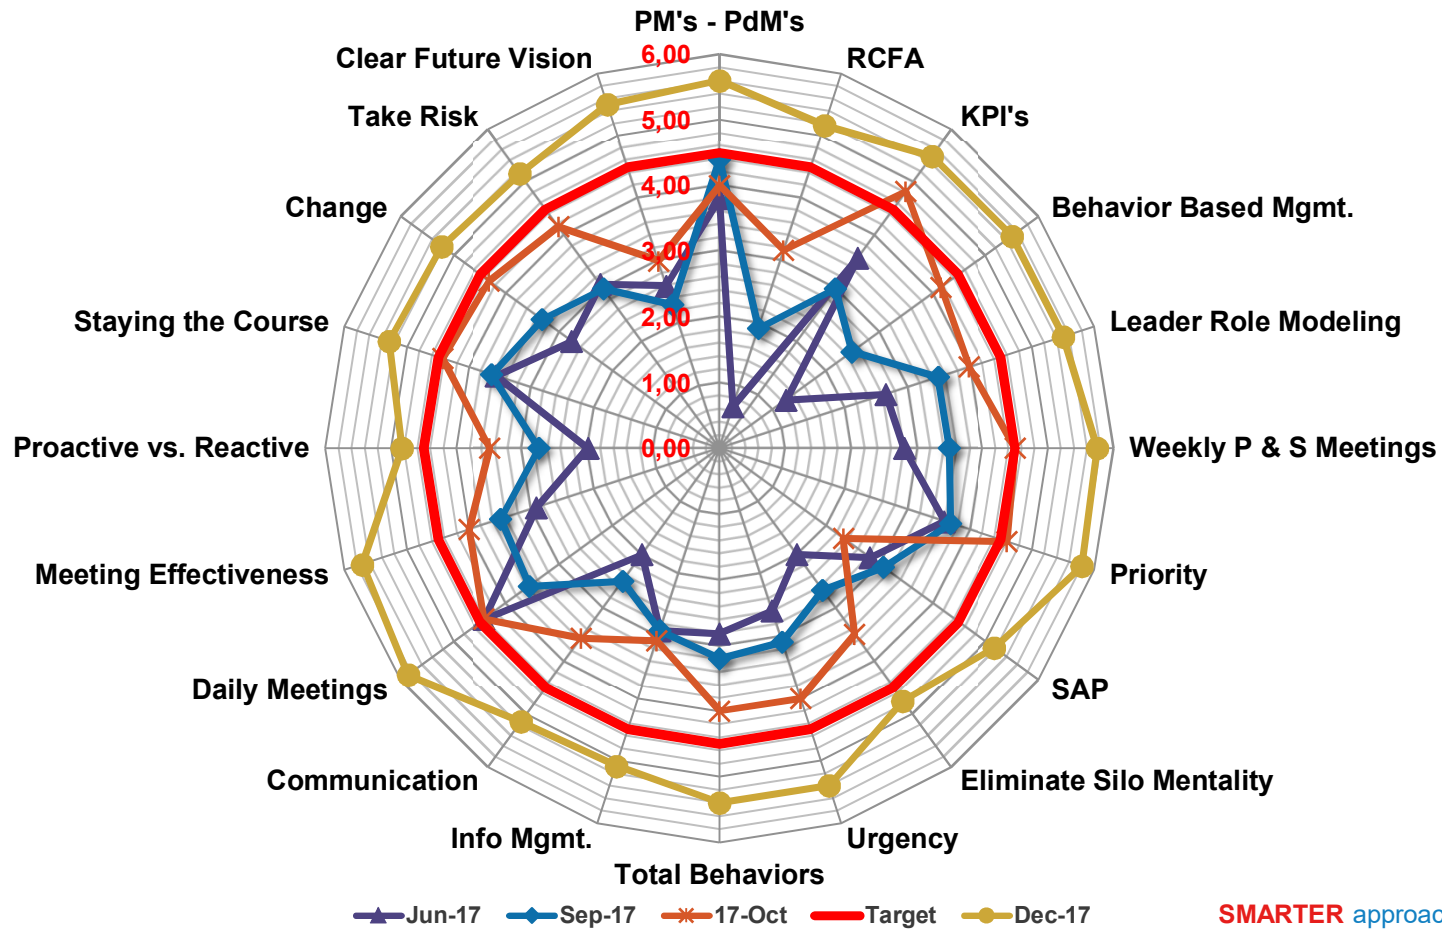 PM's - PdM's
6,00
Clear Future Vision
RCFA
Take Risk
5,00
KPI's
4,00
Change
Behavior Based Mgmt.
3,00
Staying the Course
2,00
Leader Role Modeling
1,00
Proactive vs. Reactive
0,00
Weekly P & S Meetings
Meeting Effectiveness
Priority
Daily Meetings
SAP
Communication
Eliminate Silo Mentality
Info Mgmt.
Urgency
Total Behaviors
Jun-17 Sep-17 17-Oct Target Dec-17
SMARTER approac